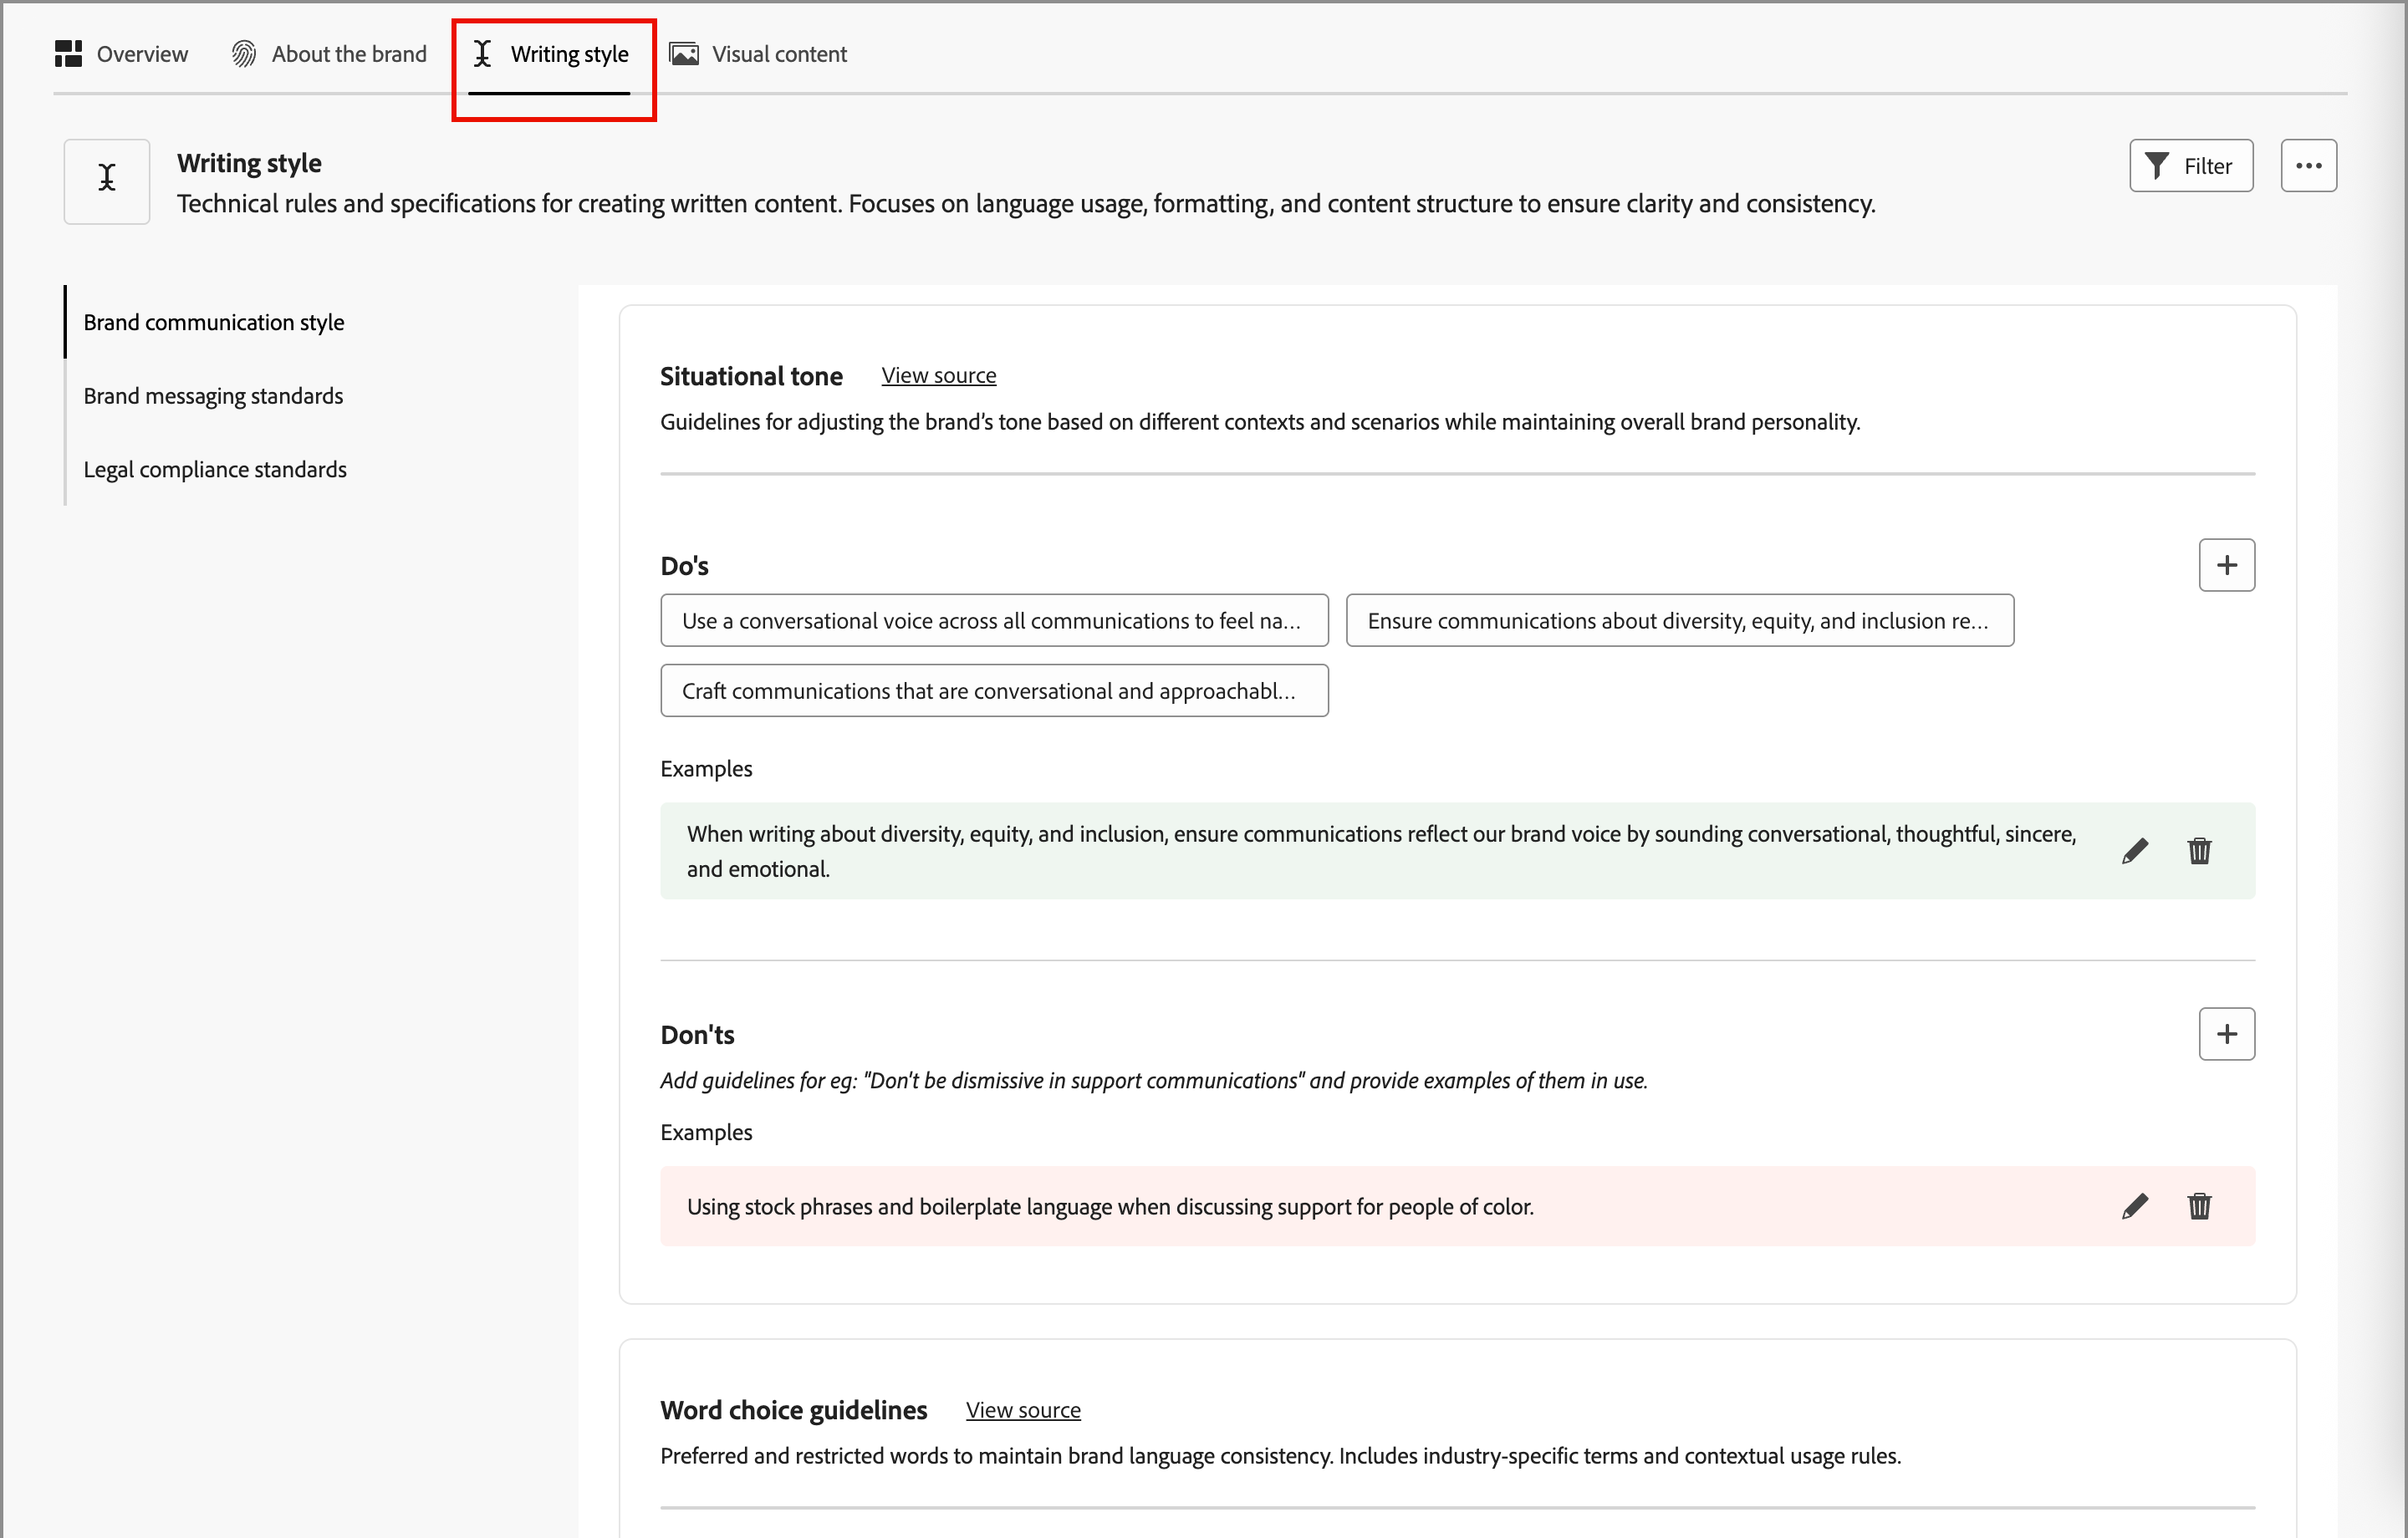 Overview
About the brand
Writing style
Visual content
Writing style
Technical rules and specifications for creating written content. Focuses on language usage, formatting, and content structure to ensure clarity and consistency.
Filter
Brand communication style
Brand messaging standards
Legal compliance standards
Situational tone View source
Guidelines for adjusting the brand’s tone based on different contexts and scenarios while maintaining overall brand personality.
Do's
Use a conversational voice across all communications to feel na...
Ensure communications about diversity, equity, and inclusion re...
Craft communications that are conversational and approachabl...
Examples
When writing about diversity, equity, and inclusion, ensure communications reflect our brand voice by sounding conversational, thoughtful, sincere,
and emotional.
Don'ts
Add guidelines for eg: "Don't be dismissive in support communications" and provide examples of them in use.
Examples
Using stock phrases and boilerplate language when discussing support for people of color.
Word choice guidelines View source
Preferred and restricted words to maintain brand language consistency. Includes industry-specific terms and contextual usage rules.